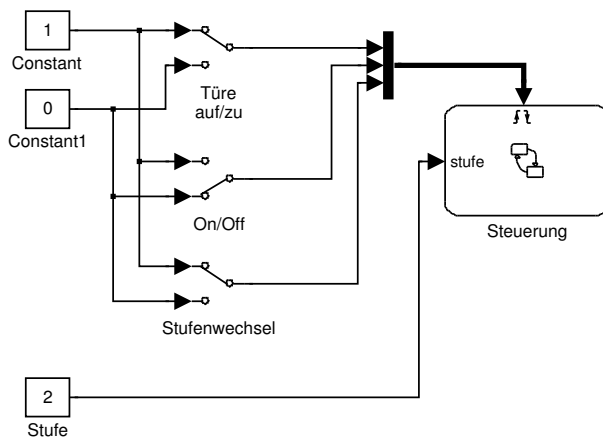 1
Constant
0
Constant1
Türe
auf/zu
On/Off
Stufenwechsel
stufe
Steuerung
2
Stufe